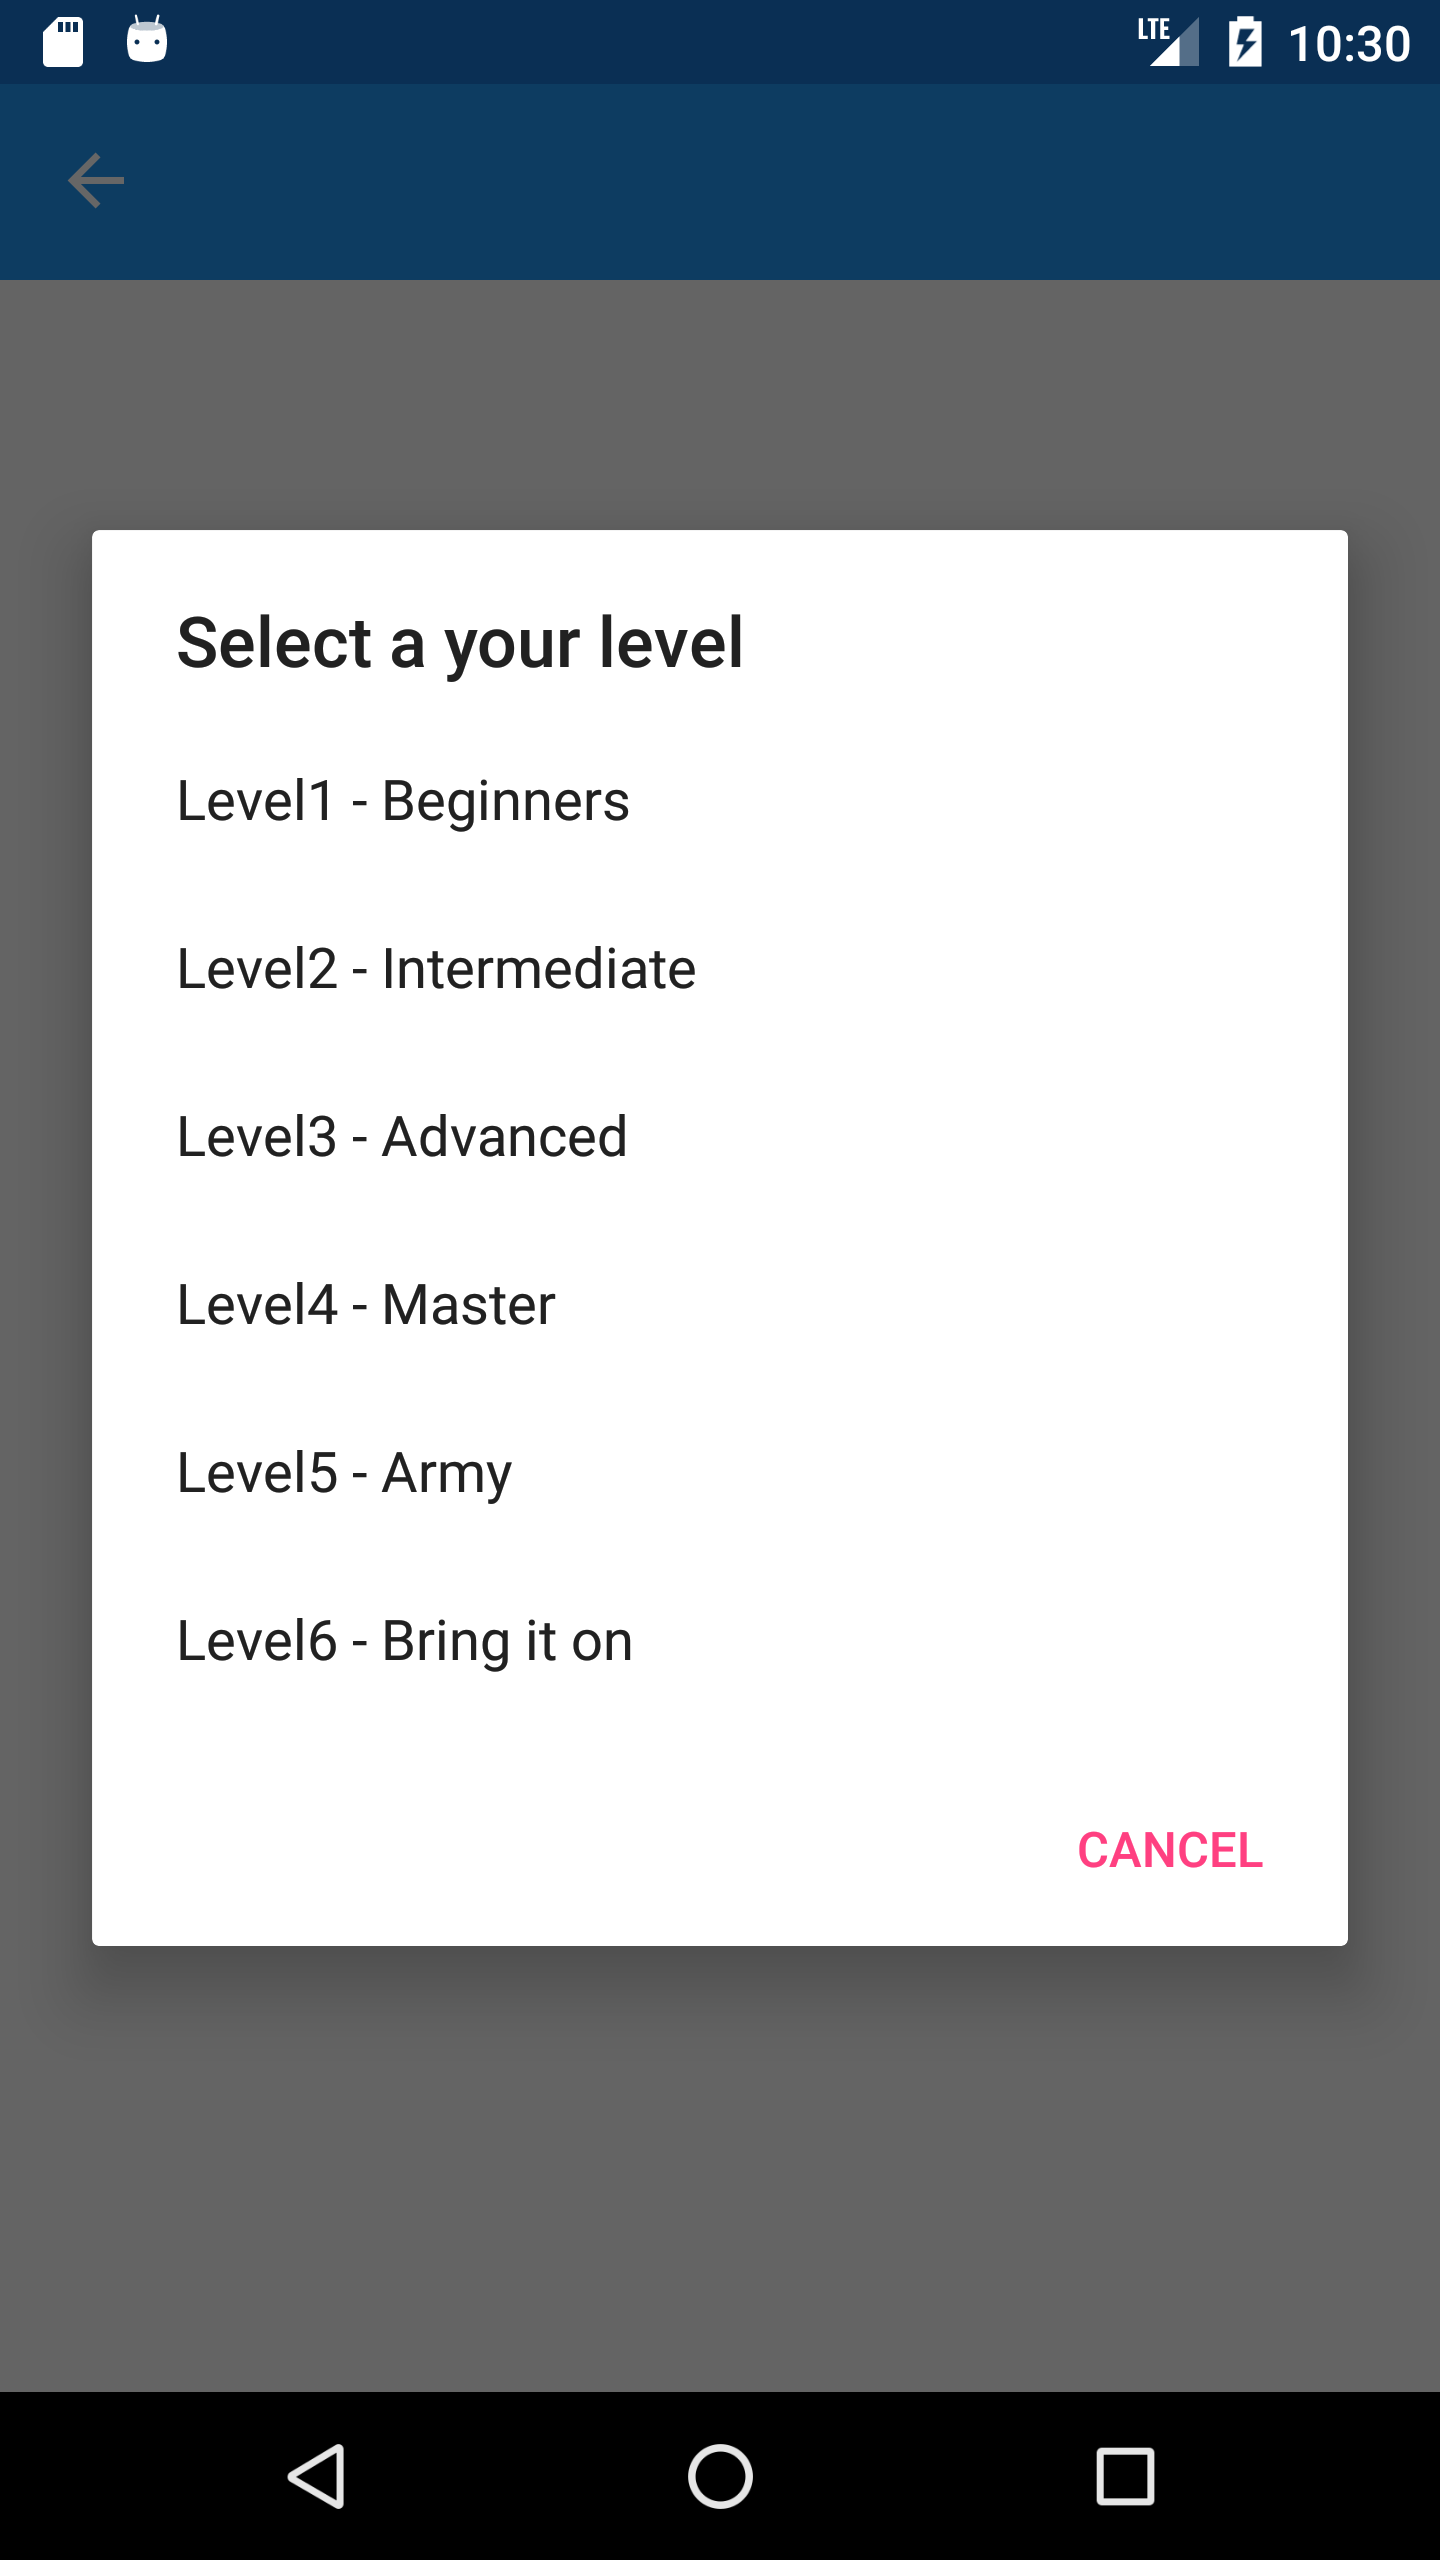 LTE 10:30
Select a your level
Level1 - Beginners
Level2 - Intermediate
Level3 - Advanced
Level4 - Master
Level5 - Army
Level6 - Bring it on
CANCEL